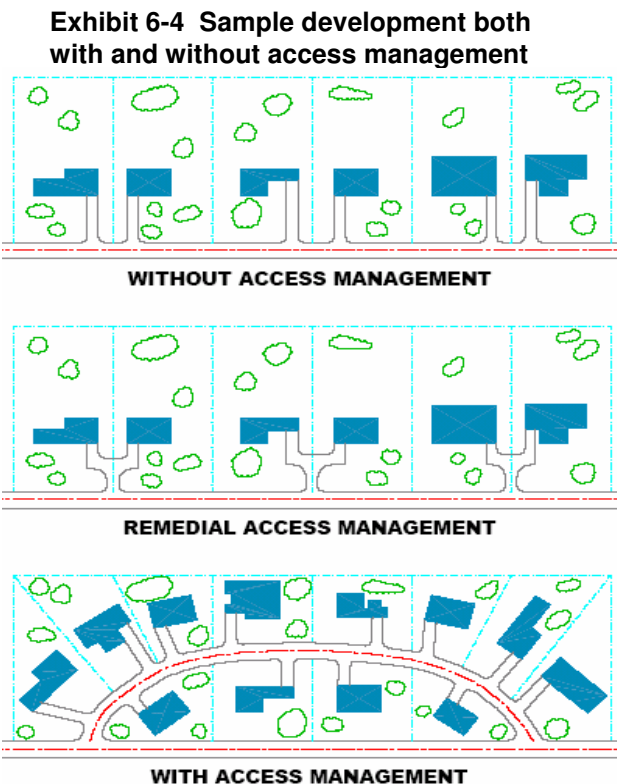 Exhibit 6-4 Sample development both
with and without access management
WITHOUT ACCESS MANAGEMENT
REMEDIAL ACCESS MANAGEMENT
WITH ACCESS MANAGEMENT